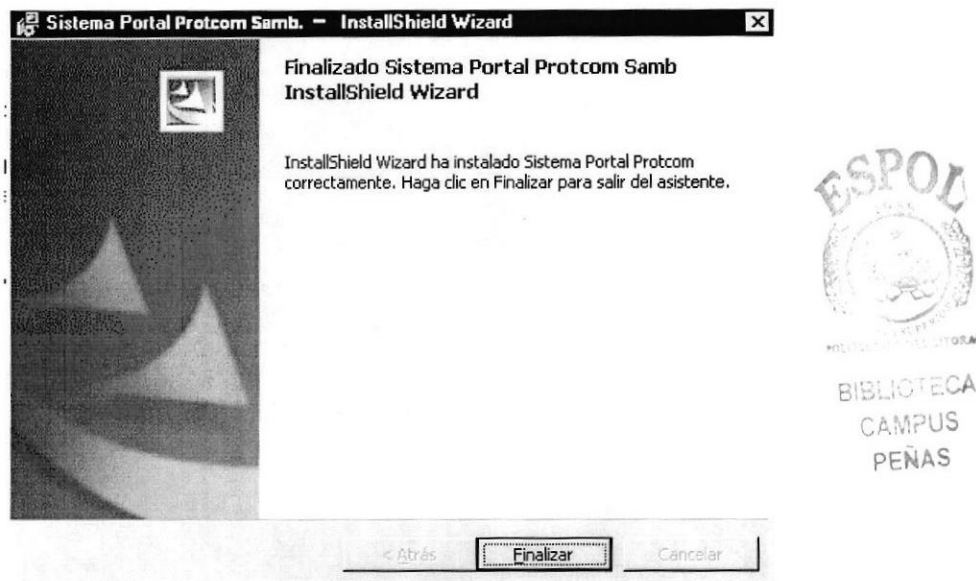 Sistema Portal Protcom Samb. – InstallShield Wizard
Finalizado Sistema Portal Protcom Samb
InstallShield Wizard
InstallShield Wizard ha instalado Sistema Portal Protcom
correctamente. Haga clic en Finalizar para salir del asistente.
< Atrás
Finalizar
Cancelar
ESPOL
BIBLIOTECA
CAMPUS
PEÑAS